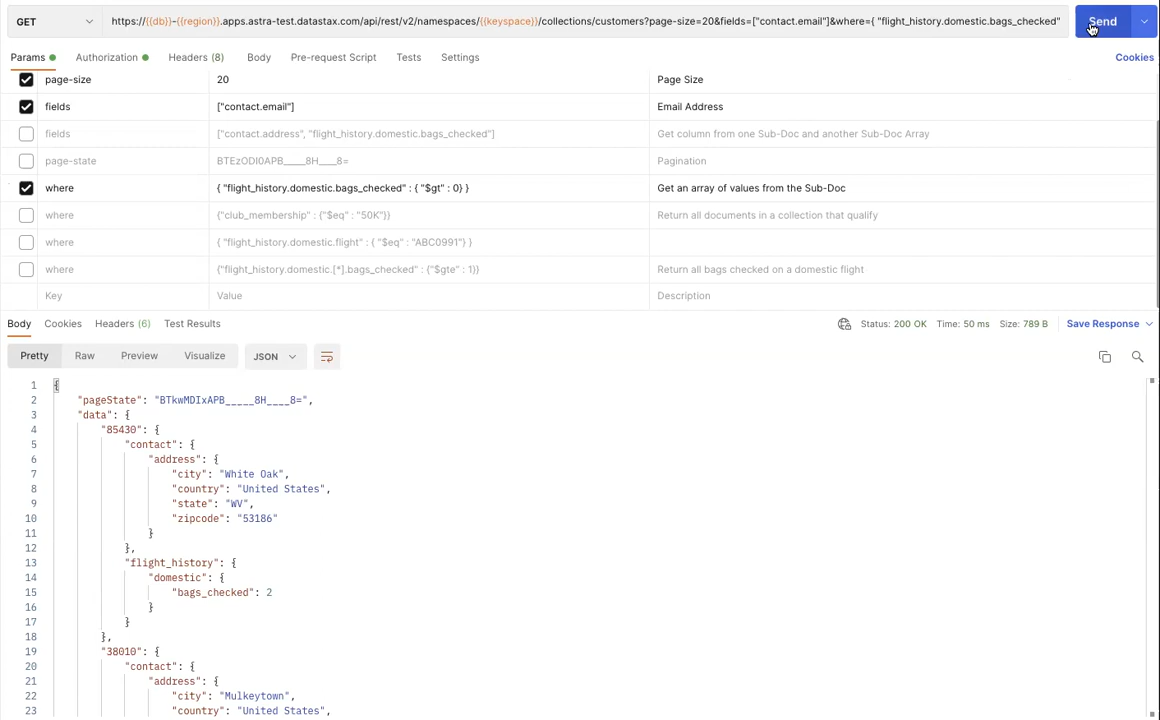 GET https://{{db}}-{{region}}.apps.astra-test.datastax.com/api/rest/v2/namespaces/{{keyspace}}/collections/customers?page-size=20&fields=["contact.email"]&where={ "flight_history.domestic.bags_checked" Send
Params Authorization Headers (8) Body Pre-request Script Tests Settings Cookies
page-size 20 Page Size
fields ["contact.email"] Email Address
fields ["contact.address", "flight_history.domestic.bags_checked"] Get column from one Sub-Doc and another Sub-Doc Array
page-state BTEzODI0APB_____8H____8= Pagination
where { "flight_history.domestic.bags_checked" : { "$gt" : 0} } Get an array of values from the Sub-Doc
where {"club_membership" : {"$eq" : "50K"}} Return all documents in a collection that qualify
where { "flight_history.domestic.flight" : { "$eq" : "ABC0991"} }
where {"flight_history.domestic.[*].bags_checked" : {"$gte" : 1}} Return all bags checked on a domestic flight
Key Value Description
Body Cookies Headers (6) Test Results Status: 200 OK Time: 50 ms Size: 789 B Save Response
Pretty Raw Preview Visualize JSON
1 {
2 "pageState": "BTkwMDIxAPB_____8H____8=",
3 "data": {
4 "85430": {
5 "contact": {
6 "address": {
7 "city": "White Oak",
8 "country": "United States",
9 "state": "WV",
10 "zipcode": "53186"
11 }
12 },
13 "flight_history": {
14 "domestic": {
15 "bags_checked": 2
16 }
17 }
18 },
19 "38010": {
20 "contact": {
21 "address": {
22 "city": "Mulkeytown",
23 "country": "United States",